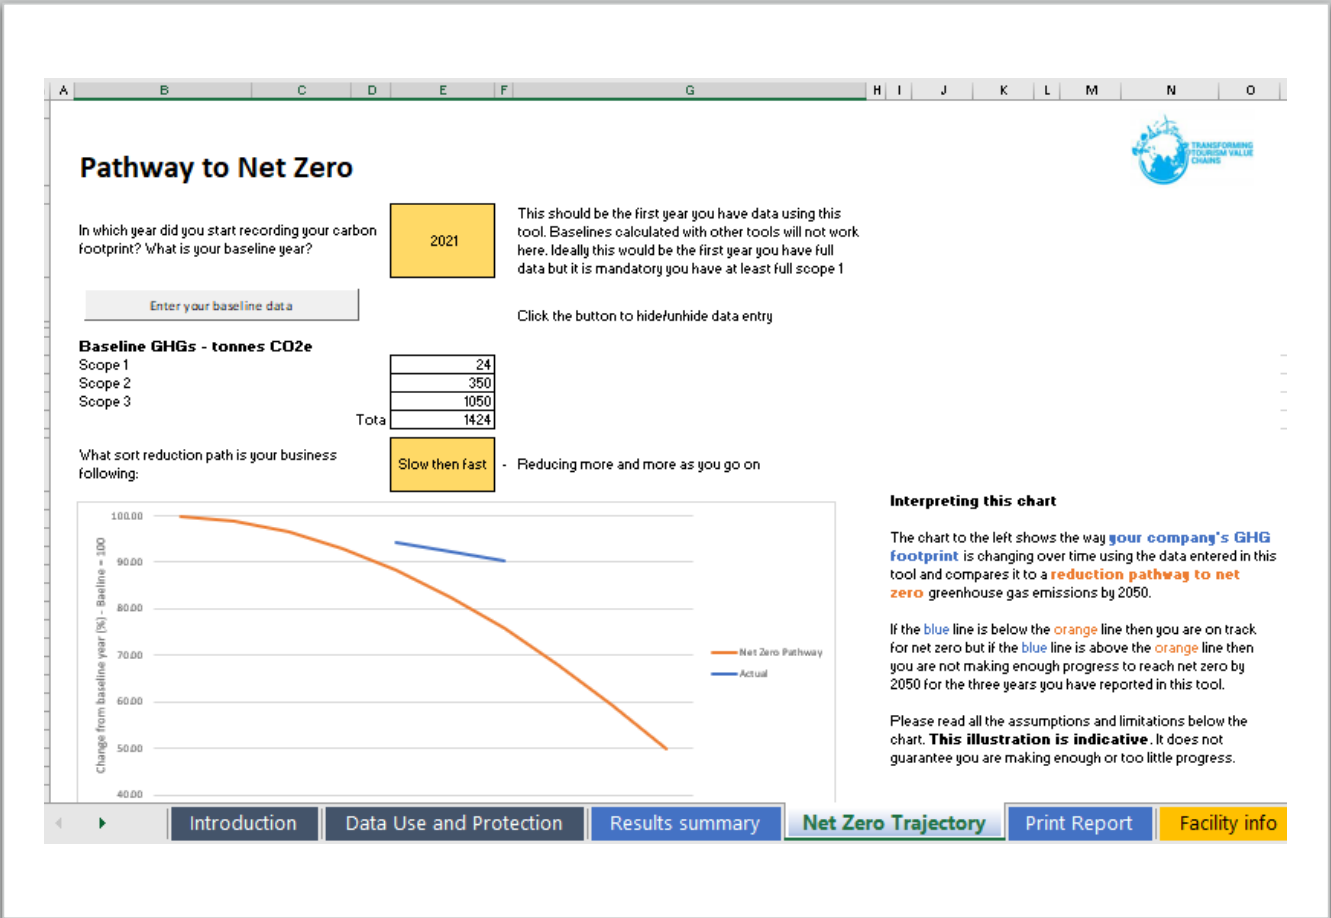 A B C D E F G H I J K L M N O
TRANSFORMING
TOURISM VALUE
CHAINS
Pathway to Net Zero
In which year did you start recording your carbon
footprint? What is your baseline year?
2021
This should be the first year you have data using this
tool. Baselines calculated with other tools will not work
here. Ideally this would be the first year you have full
data but it is mandatory you have at least full scope 1
Enter your baseline data
Click the button to hide/unhide data entry
Baseline GHGs - tonnes CO2e
Scope 1 24
Scope 2 350
Scope 3 1050
Tota 1424
What sort reduction path is your business
following:
Slow then fast - Reducing more and more as you go on
Change from baseline year (%) - Baeline = 100
100.00
90.00
80.00
70.00
60.00
50.00
40.00
Net Zero Pathway
Actual
Interpreting this chart
The chart to the left shows the way your company's GHG
footprint is changing over time using the data entered in this
tool and compares it to a reduction pathway to net
zero greenhouse gas emissions by 2050.
If the blue line is below the orange line then you are on track
for net zero but if the blue line is above the orange line then
you are not making enough progress to reach net zero by
2050 for the three years you have reported in this tool.
Please read all the assumptions and limitations below the
chart. This illustration is indicative. It does not
guarantee you are making enough or too little progress.
Introduction Data Use and Protection Results summary Net Zero Trajectory Print Report Facility info